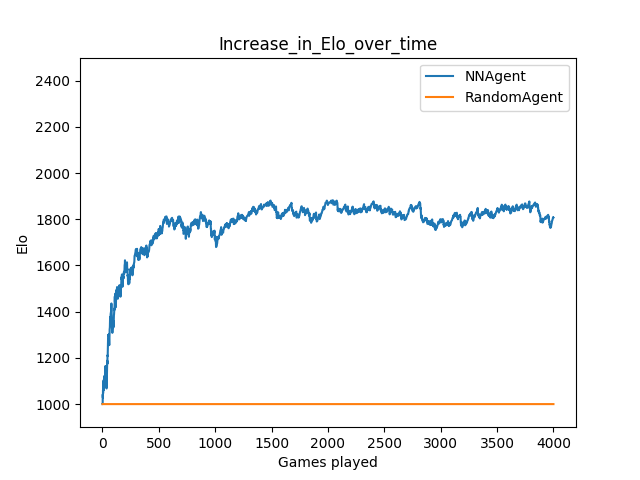 Increase_in_Elo_over_time
NNAgent
RandomAgent
2400
2200
2000
1800
1600
1400
1200
1000
Elo
0 500 1000 1500 2000 2500 3000 3500 4000
Games played